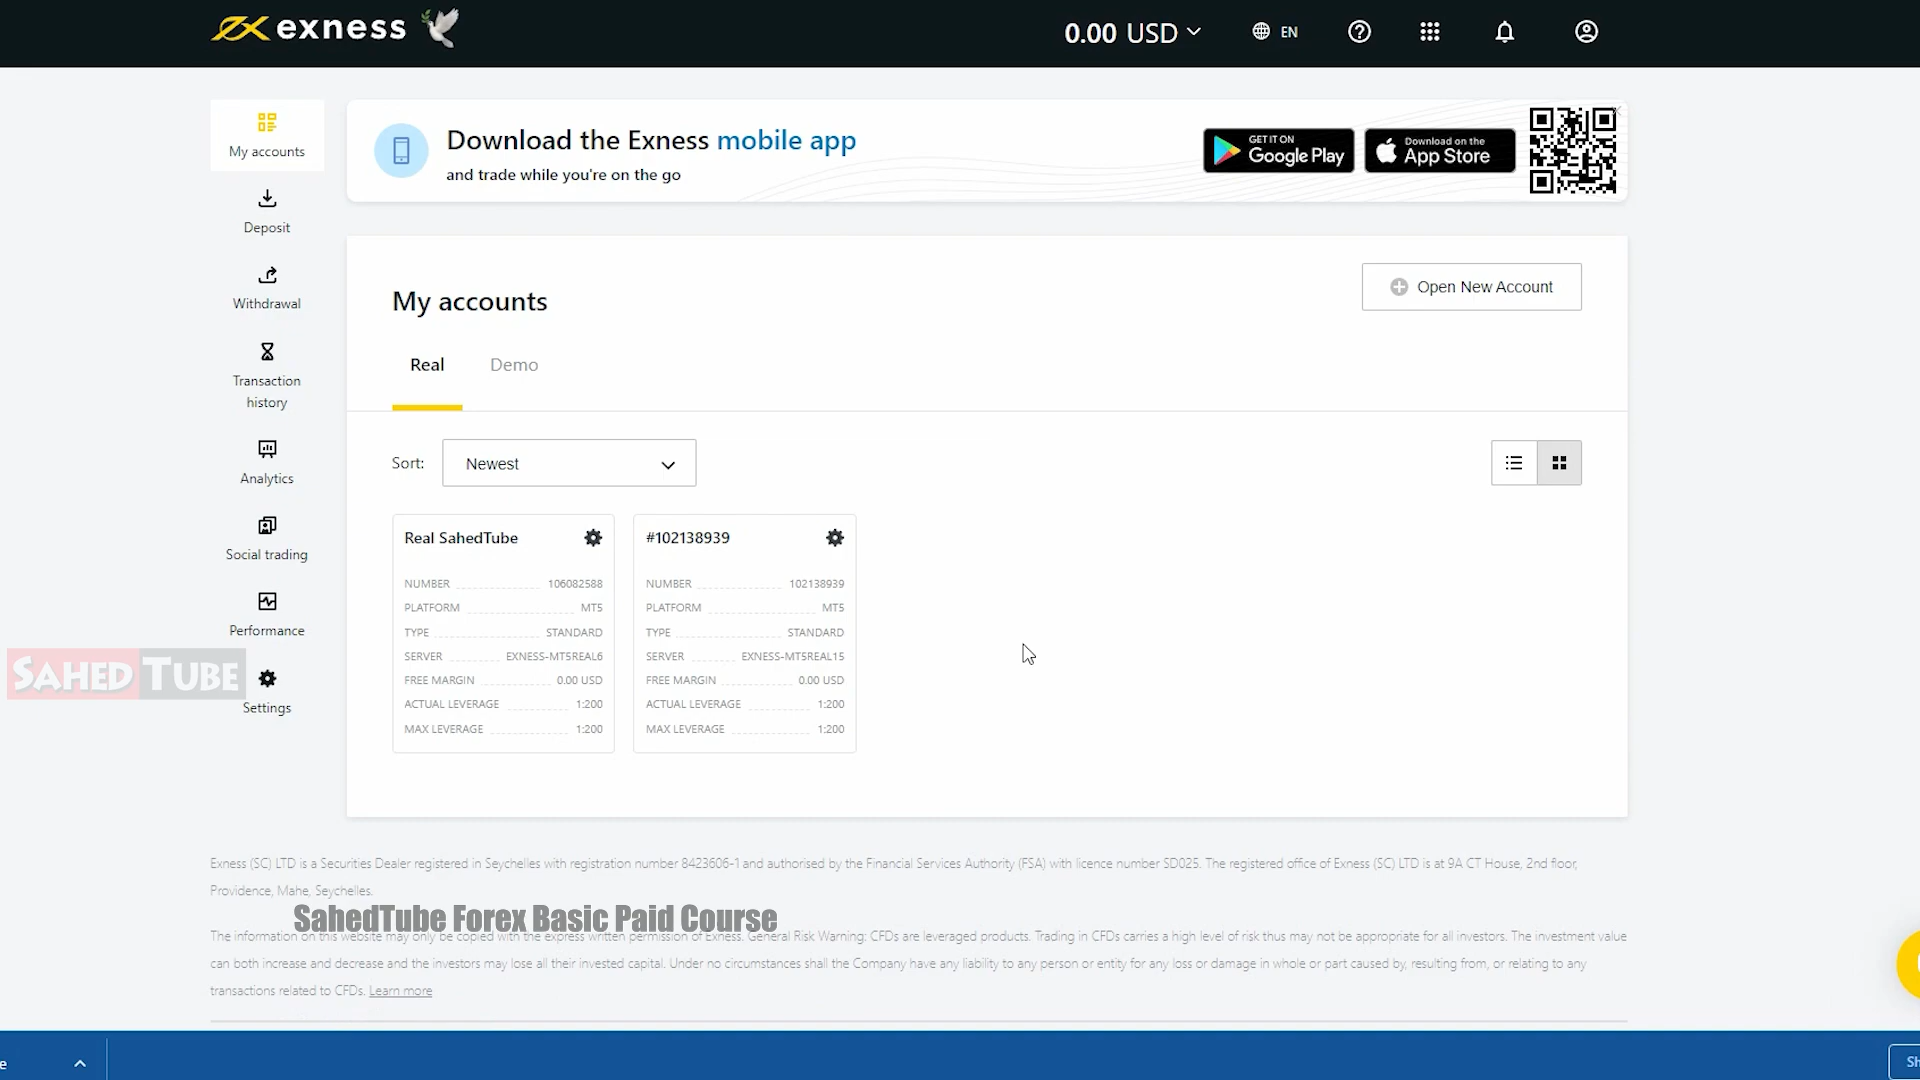 exness
0.00 USD
EN
My accounts
Download the Exness mobile app
and trade while you're on the go
GET IT ON
Google Play
Download on the
App Store
Deposit
Withdrawal
Transaction
history
Analytics
Social trading
Performance
Settings
SAHED TUBE
My accounts
Open New Account
Real
Demo
Sort:
Newest
Real SahedTube
NUMBER 106082588
PLATFORM MT5
TYPE STANDARD
SERVER EXNESS-MT5REAL6
FREE MARGIN 0.00 USD
ACTUAL LEVERAGE 1:200
MAX LEVERAGE 1:200
#102138939
NUMBER 102138939
PLATFORM MT5
TYPE STANDARD
SERVER EXNESS-MT5REAL15
FREE MARGIN 0.00 USD
ACTUAL LEVERAGE 1:200
MAX LEVERAGE 1:200
Exness (SC) LTD is a Securities Dealer registered in Seychelles with registration number 8423606-1 and authorised by the Financial Services Authority (FSA) with licence number SD025. The registered office of Exness (SC) LTD is at 9A CT House, 2nd floor,
Providence, Mahe, Seychelles.
SahedTube Forex Basic Paid Course
The information on this website may only be copied with the express written permission of Exness. General Risk Warning: CFDs are leveraged products. Trading in CFDs carries a high level of risk thus may not be appropriate for all investors. The investment value
can both increase and decrease and the investors may lose all their invested capital. Under no circumstances shall the Company have any liability to any person or entity for any loss or damage in whole or part caused by, resulting from, or relating to any
transactions related to CFDs. Learn more